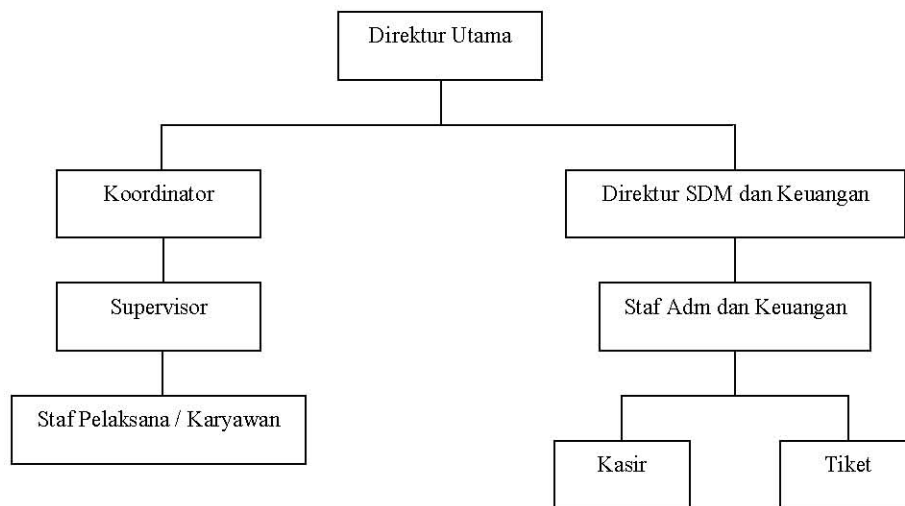 Direktur Utama
Koordinator
Direktur SDM dan Keuangan
Supervisor
Staf Adm dan Keuangan
Staf Pelaksana / Karyawan
Kasir
Tiket